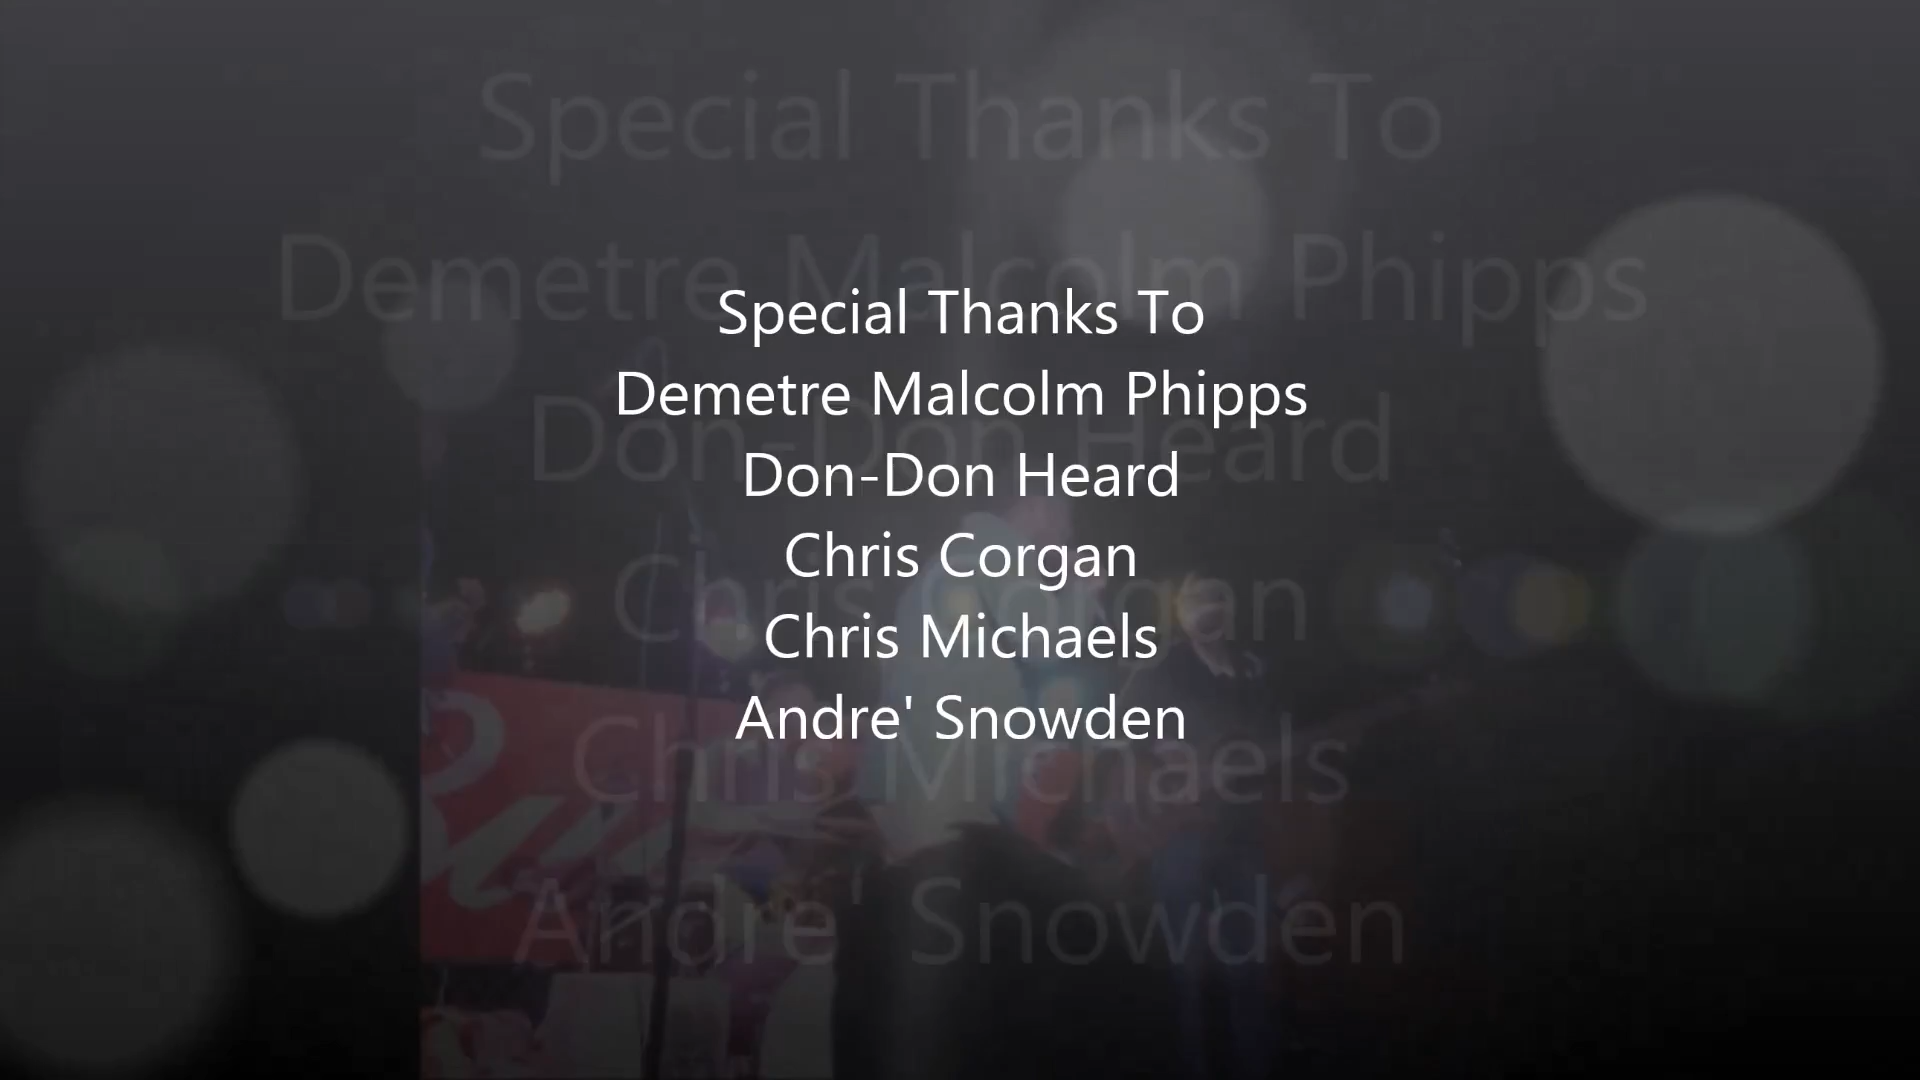 Special Thanks To
Demetre Malcolm Phipps
Don-Don Heard
Chris Corgan
Chris Michaels
Andre' Snowden